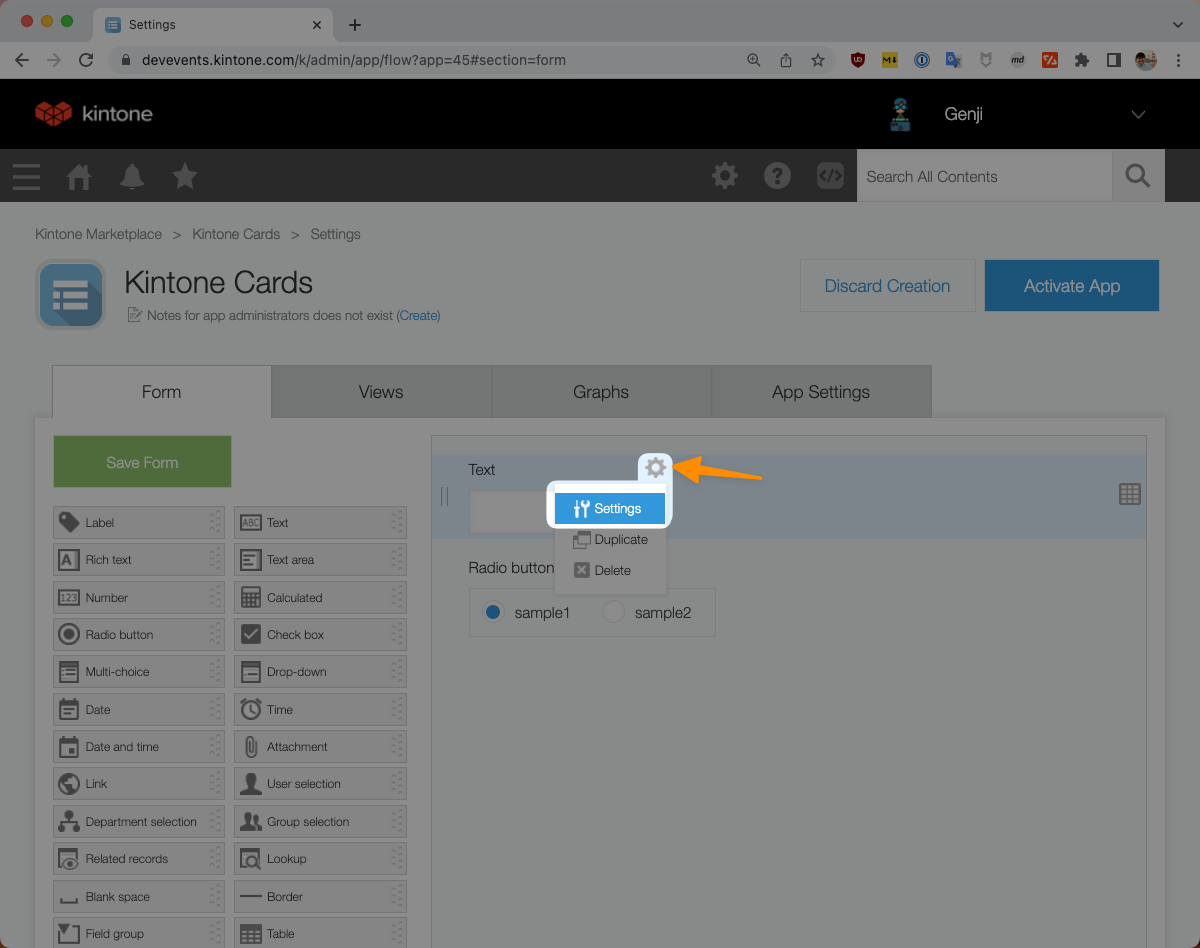 Settings
devevents.kintone.com/k/admin/app/flow?app=45#section=form
UD
M
md
kintone
Genji
?
</>
Search All Contents
Kintone Marketplace > Kintone Cards > Settings
Kintone Cards
Notes for app administrators does not exist (Create)
Discard Creation
Activate App
Form
Views
Graphs
App Settings
Save Form
Label
ABC Text
A Rich text
Text area
123 Number
Calculated
Radio button
Check box
Multi-choice
Drop-down
Date
Time
Date and time
Attachment
Link
User selection
Department selection
Group selection
Related records
Lookup
Blank space
Border
Field group
Table
Text
Settings
Duplicate
Delete
Radio button
sample1
sample2